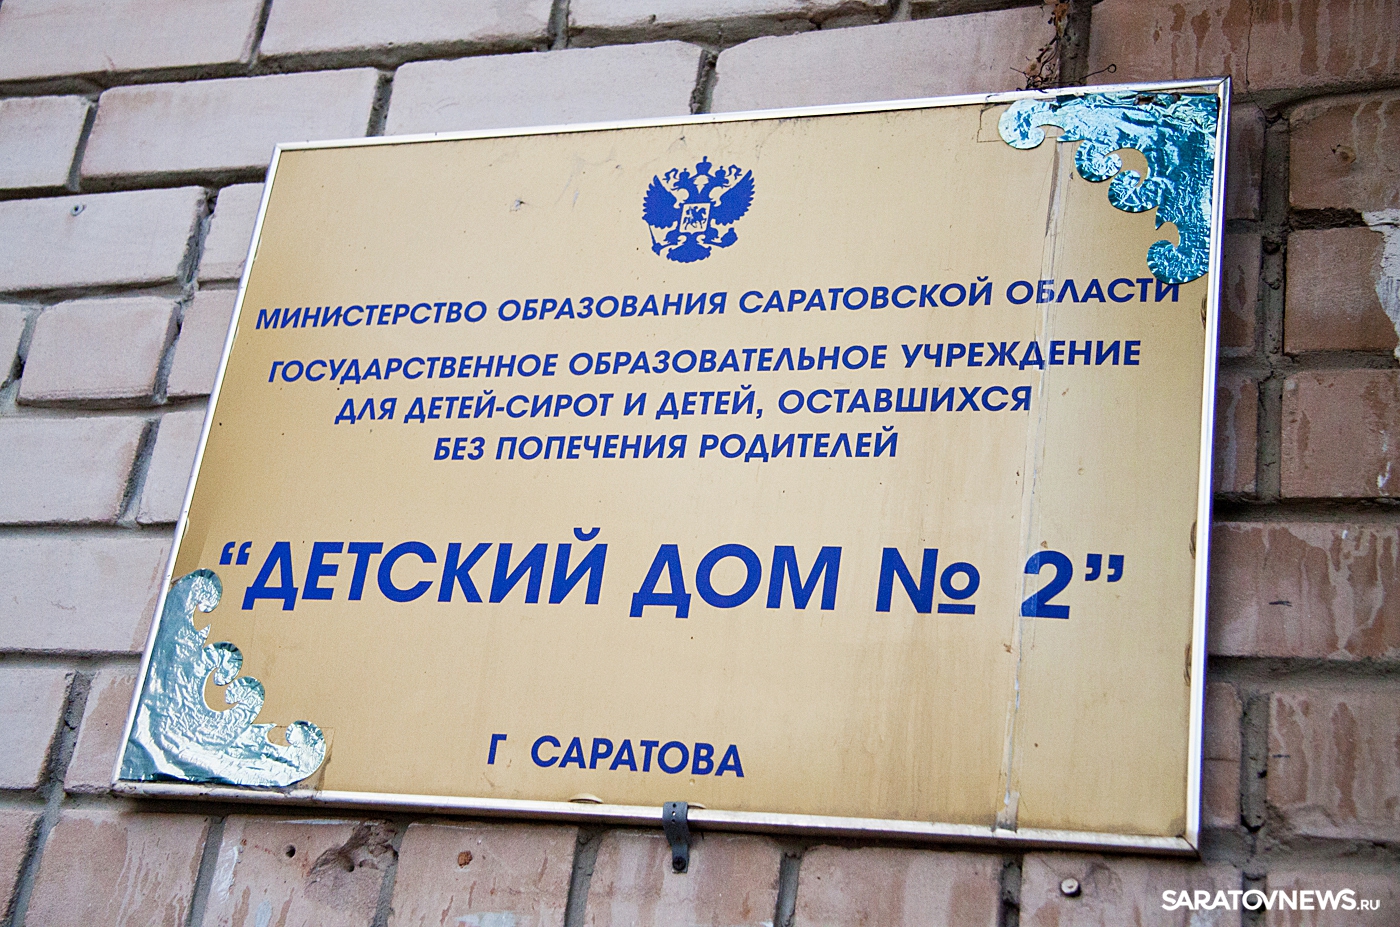 МИНИСТЕРСТВО ОБРАЗОВАНИЯ САРАТОВСКОЙ ОБЛАСТИ
ГОСУДАРСТВЕННОЕ ОБРАЗОВАТЕЛЬНОЕ УЧРЕЖДЕНИЕ
ДЛЯ ДЕТЕЙ-СИРОТ И ДЕТЕЙ, ОСТАВШИХСЯ
БЕЗ ПОПЕЧЕНИЯ РОДИТЕЛЕЙ
“ДЕТСКИЙ ДОМ № 2”
Г САРАТОВА
SARATOVNEWS.RU